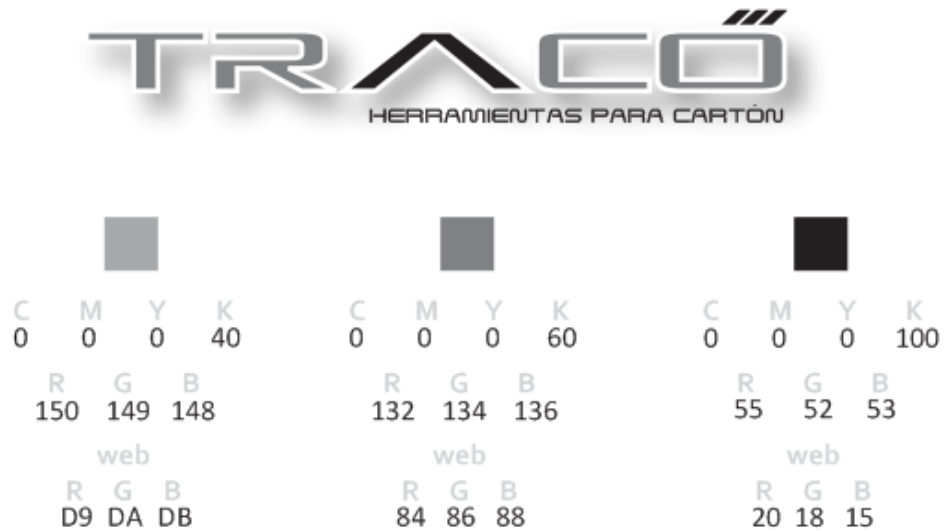 TRACŐ
HERRAMIENTAS PARA CARTÓN
C M Y K C M Y K C M Y K
0 0 0 40 0 0 0 60 0 0 0 100
R G B R G B R G B
150 149 148 132 134 136 55 52 53
web web web
R G B R G B R G B
D9 DA DB 84 86 88 20 18 15